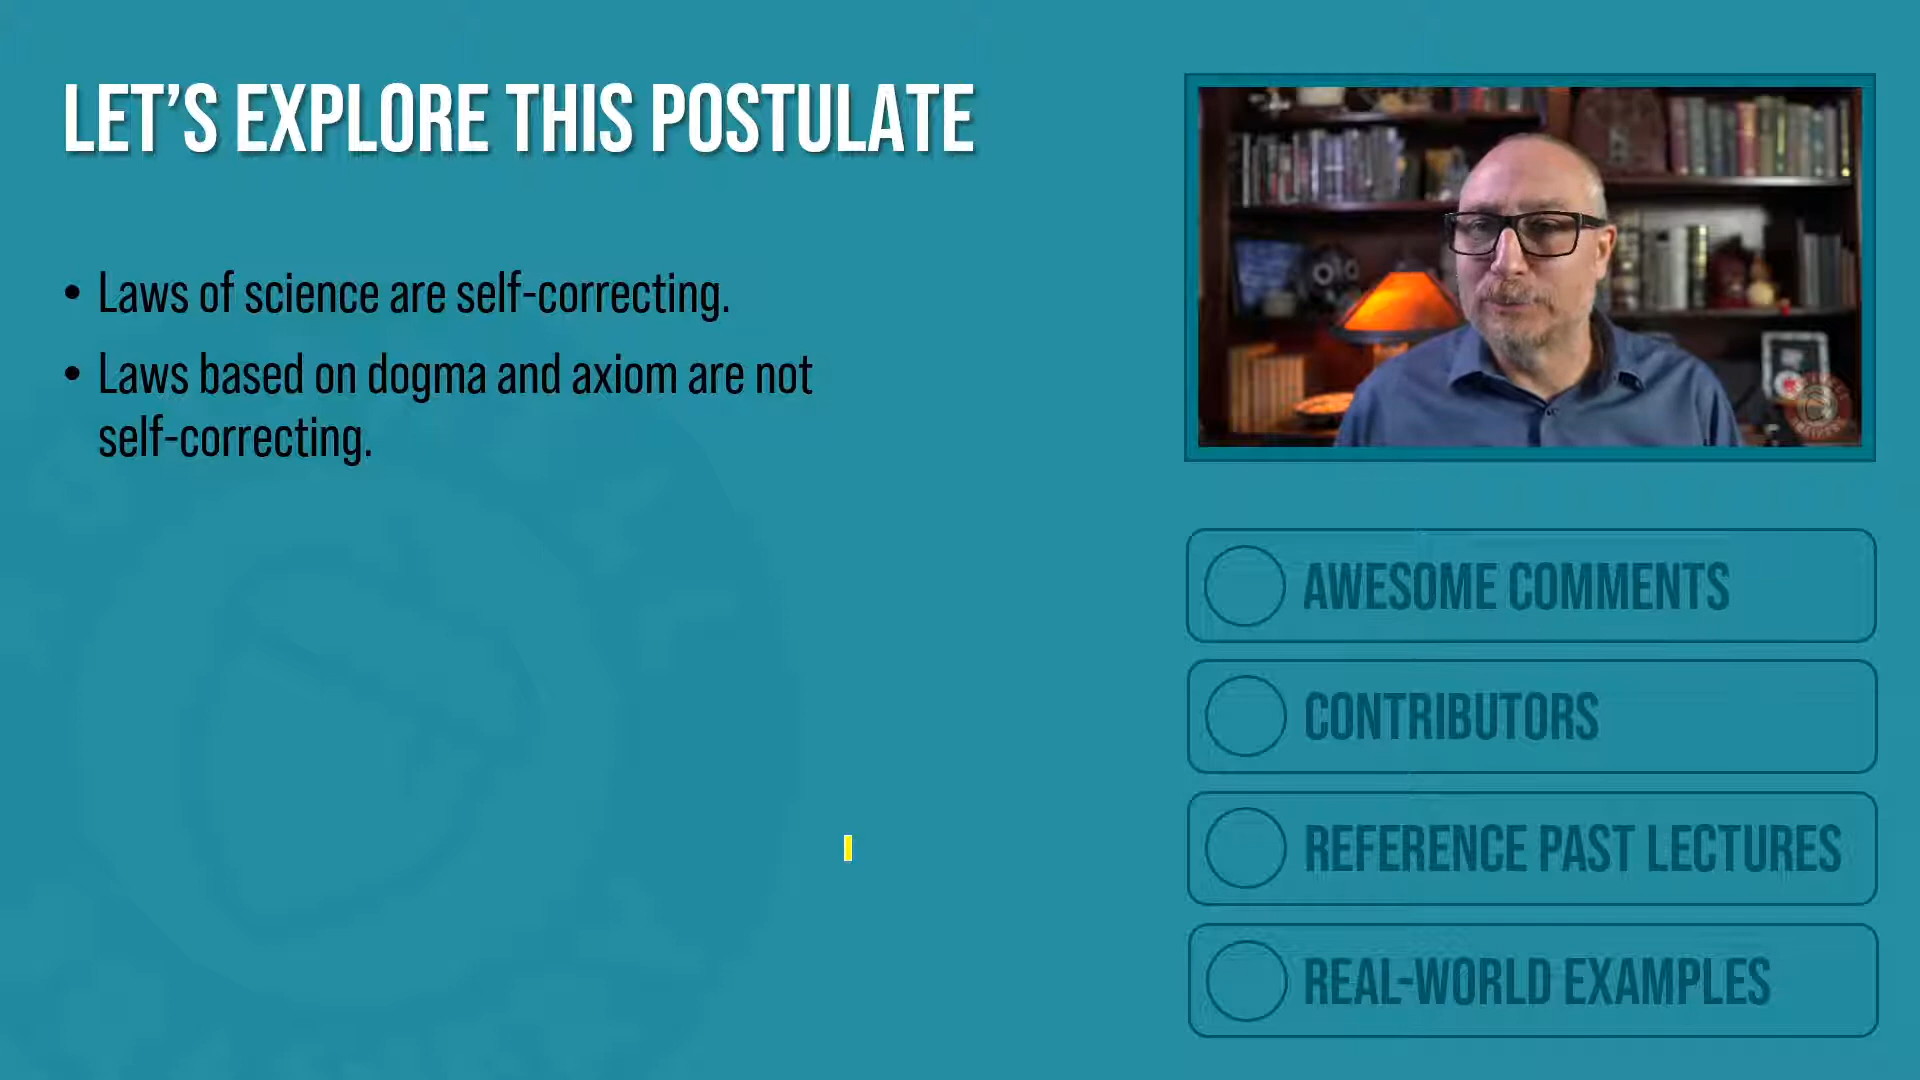 LET'S EXPLORE THIS POSTULATE
• Laws of science are self-correcting.
• Laws based on dogma and axiom are not
self-correcting.
AWESOME COMMENTS
CONTRIBUTORS
REFERENCE PAST LECTURES
REAL-WORLD EXAMPLES